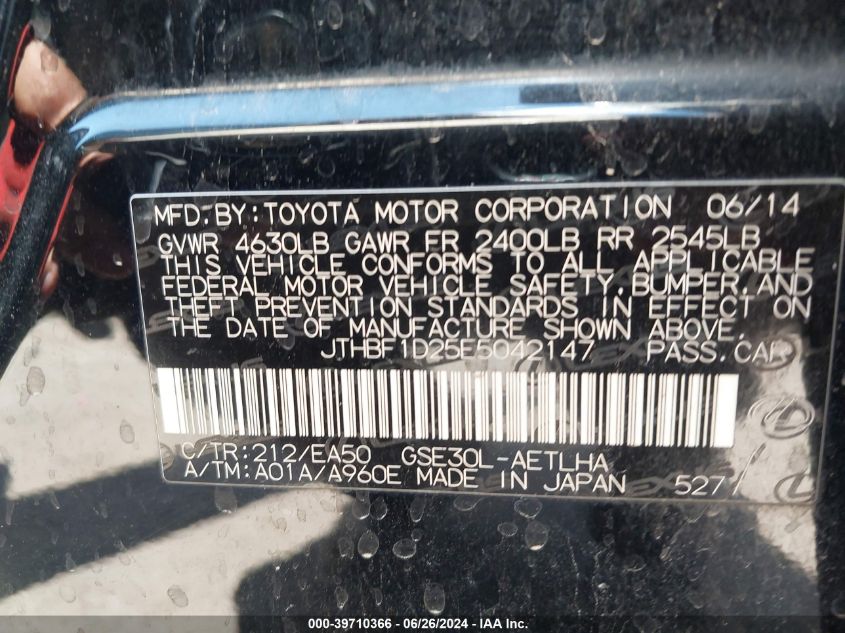 MFD. BY: TOYOTA MOTOR CORPORATION 06/14
GVWR 4630LB GAWR FR 2400LB RR 2545LB
THIS VEHICLE CONFORMS TO ALL APPLICABLE
FEDERAL MOTOR VEHICLE SAFETY, BUMPER, AND
THEFT PREVENTION STANDARDS IN EFFECT ON
THE DATE OF MANUFACTURE SHOWN ABOVE.
JTHBF1D25E5042147 PASS. CAR
C/TR: 212/EA50 GSE30L-AETLHA
A/TM: A01A/A960E MADE IN JAPAN 527
000-39710366 / 06/26/2024 - IAA Inc.